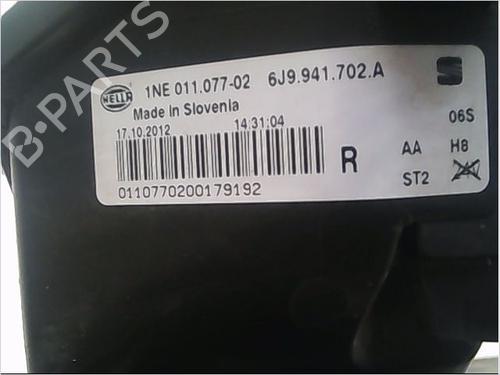 B-PARTS
HELLA
1NE 011.077-02 6J9.941.702.A
Made in Slovenia
17.10.2012 14:31:04
06S
R AA H8
ST2
0110770200179192